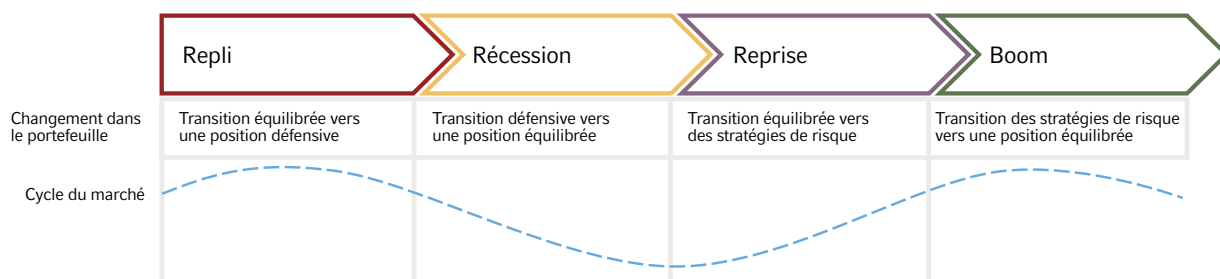 Repli
Récession
Reprise
Boom
Changement dans
le portefeuille
Transition équilibrée vers
une position défensive
Transition défensive vers
une position équilibrée
Transition équilibrée vers
des stratégies de risque
Transition des stratégies de risque
vers une position équilibrée
Cycle du marché